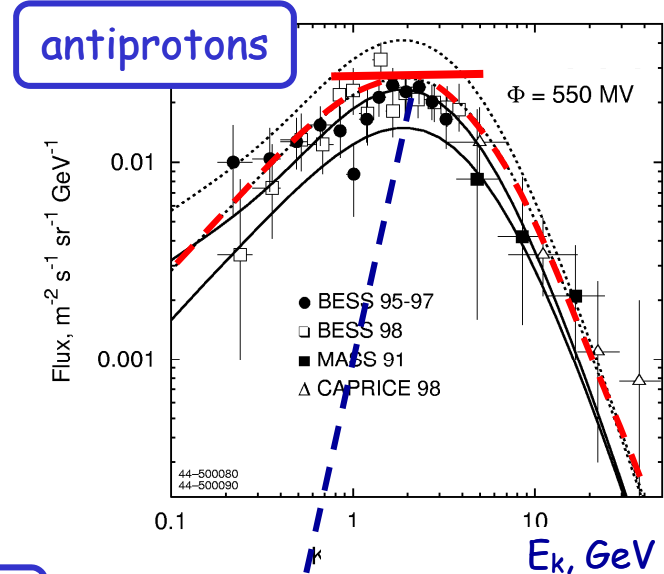 antiprotons
Φ = 550 MV
0.01
0.001
Flux, m⁻² s⁻¹ sr⁻¹ GeV⁻¹
BESS 95-97
BESS 98
MASS 91
CAPRICE 98
44–500080
44–500090
0.1 1 10
Eₖ, GeV